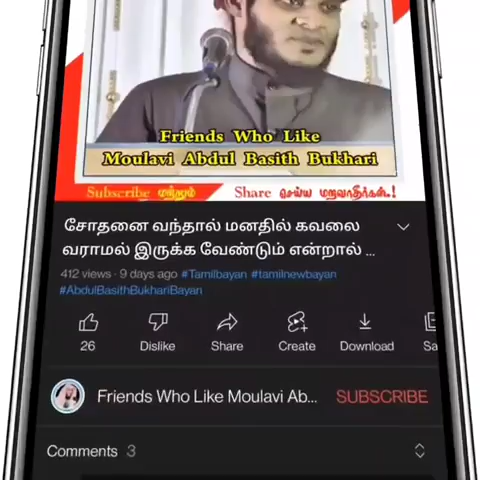 Friends Who Like
Moulavi Abdul Basith Bukhari
Subscribe மற்றும் Share செய்ய மறவாதீர்கள்.!
சோதனை வந்தால் மனதில் கவலை
வராமல் இருக்க வேண்டும் என்றால் ...
412 views · 9 days ago #Tamilbayan #tamilnewbayan
#AbdulBasithBukhariBayan
26 Dislike Share Create Download Sa
Friends Who Like Moulavi Ab... SUBSCRIBE
Comments 3